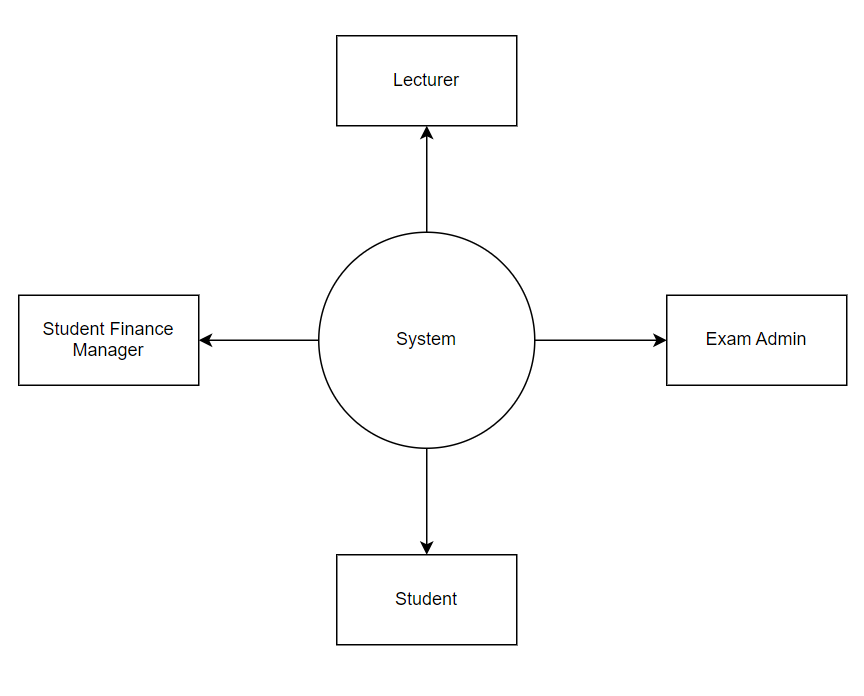 Lecturer
Student Finance
Manager
System
Exam Admin
Student